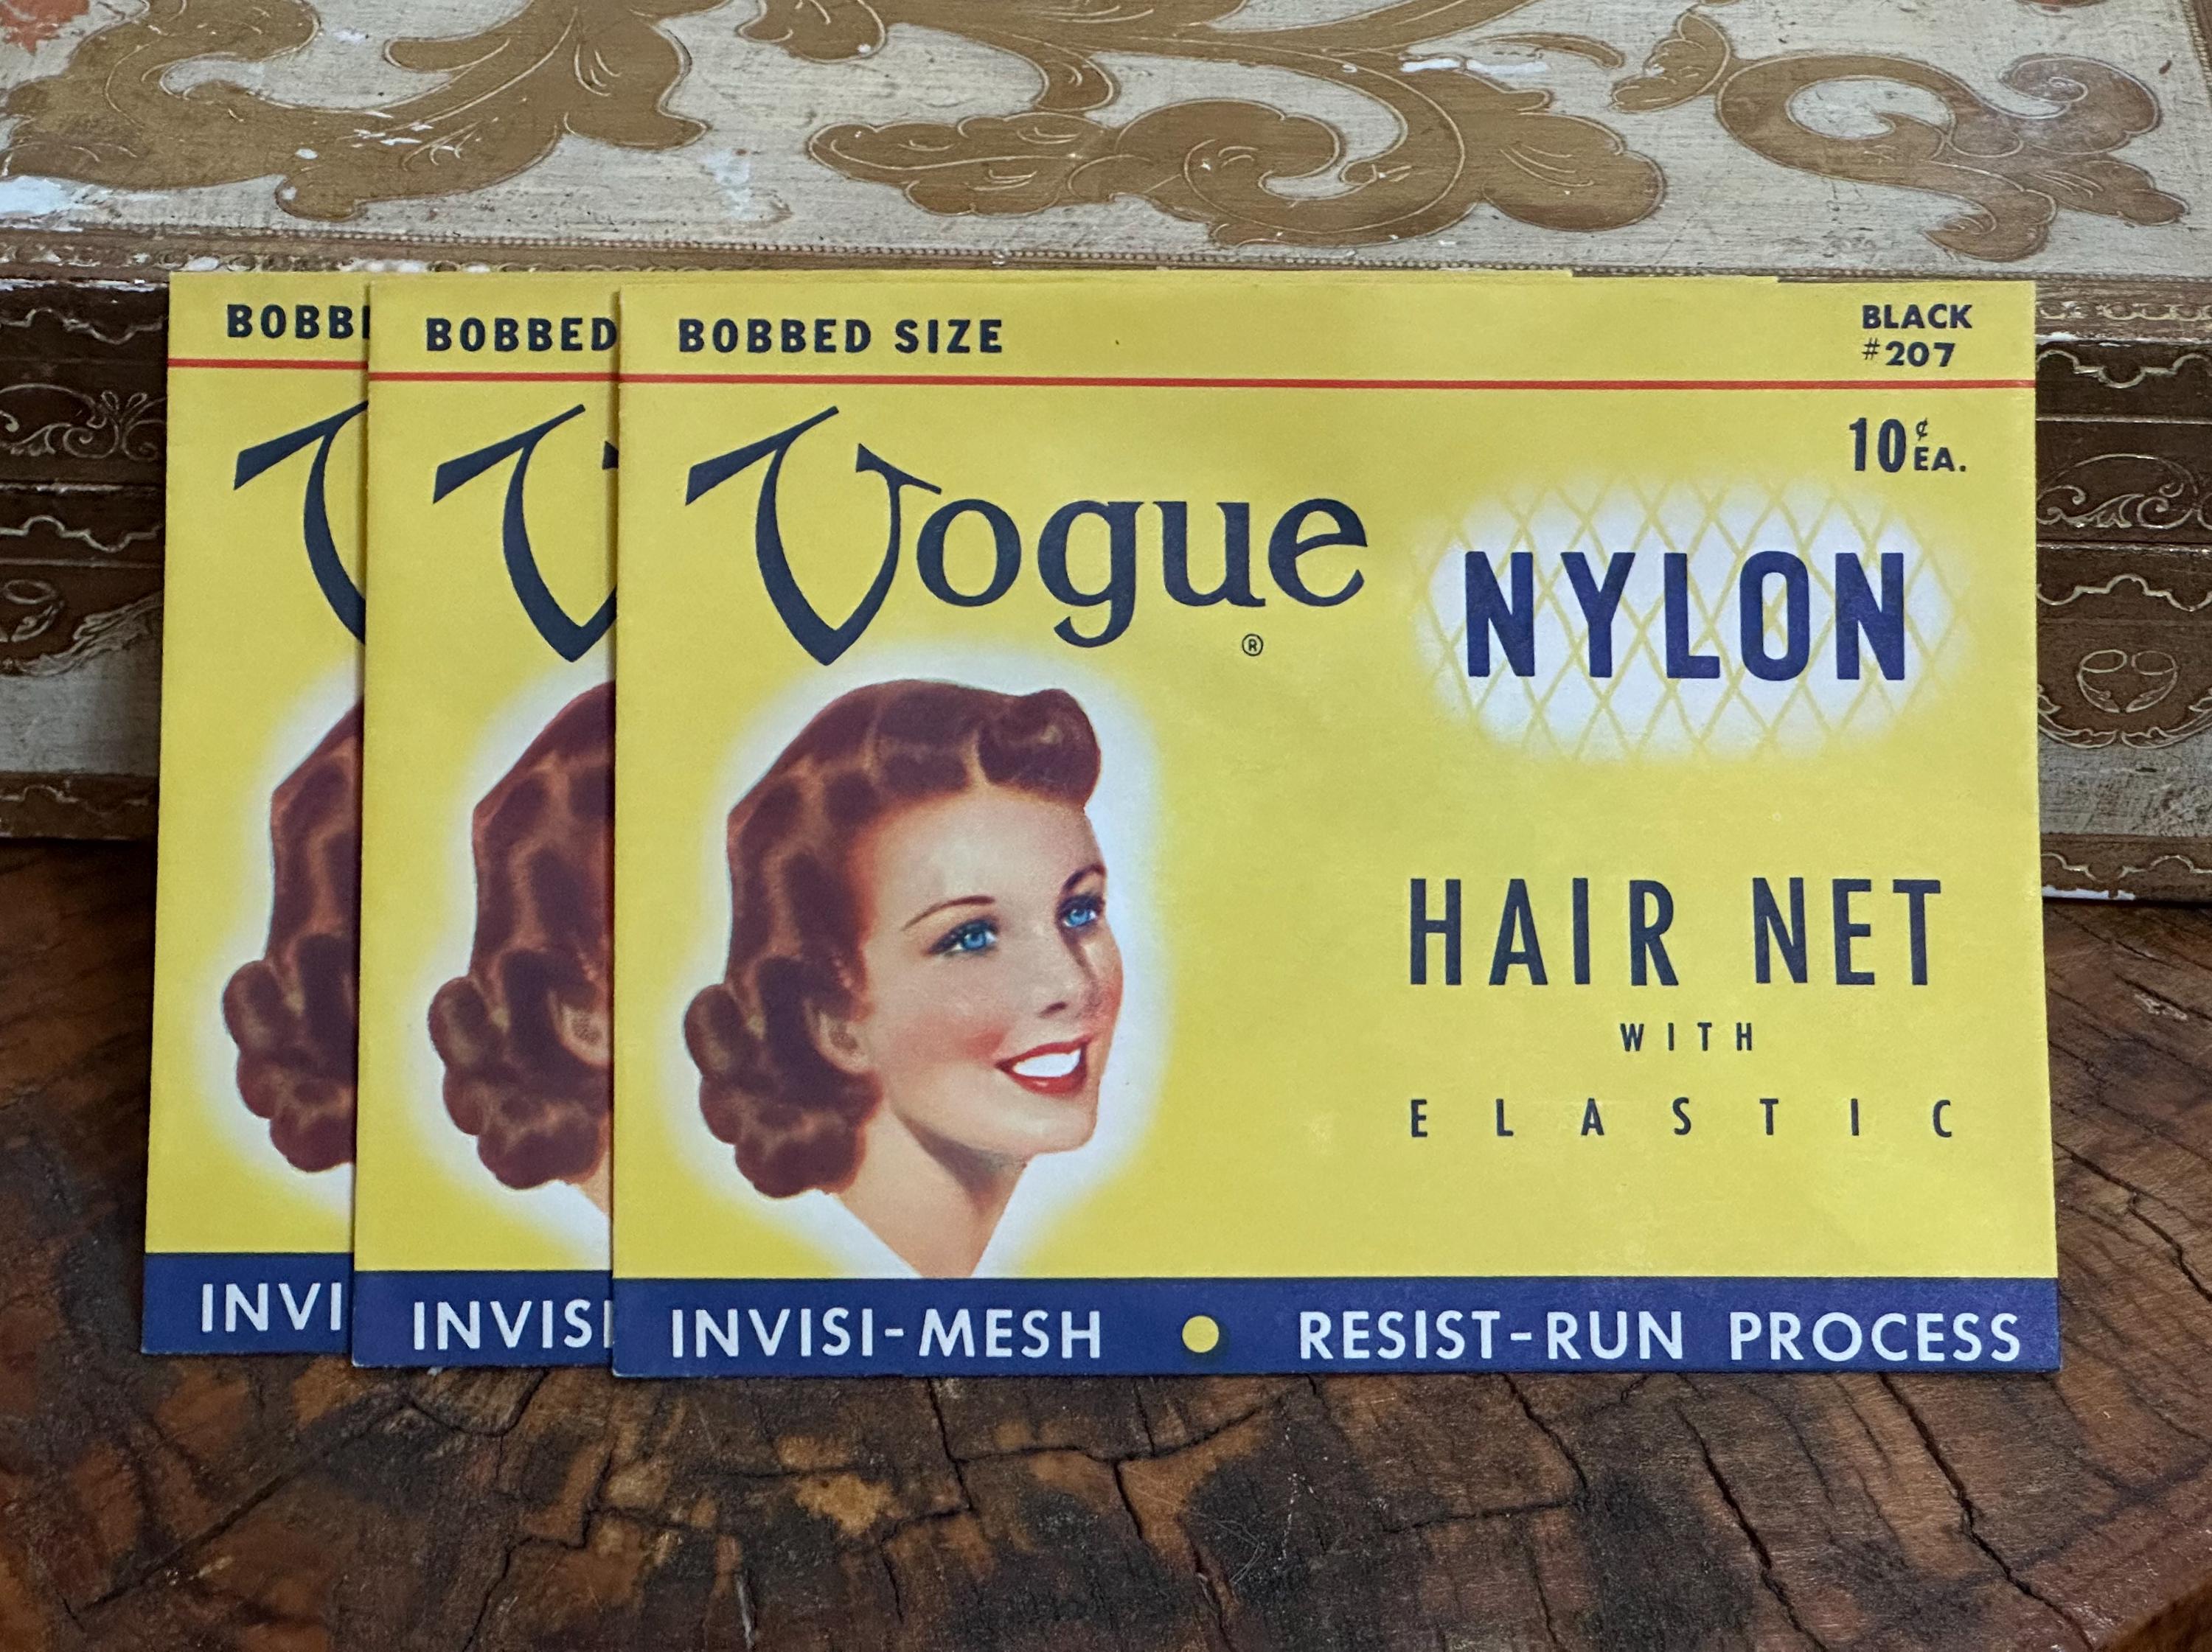 BOBBI
BOBBED
BOBBED SIZE
BLACK
#207
10¢ EA.
Vogue
®
NYLON
HAIR NET
WITH
ELASTIC
INVI
INVISI
INVISI-MESH • RESIST-RUN PROCESS